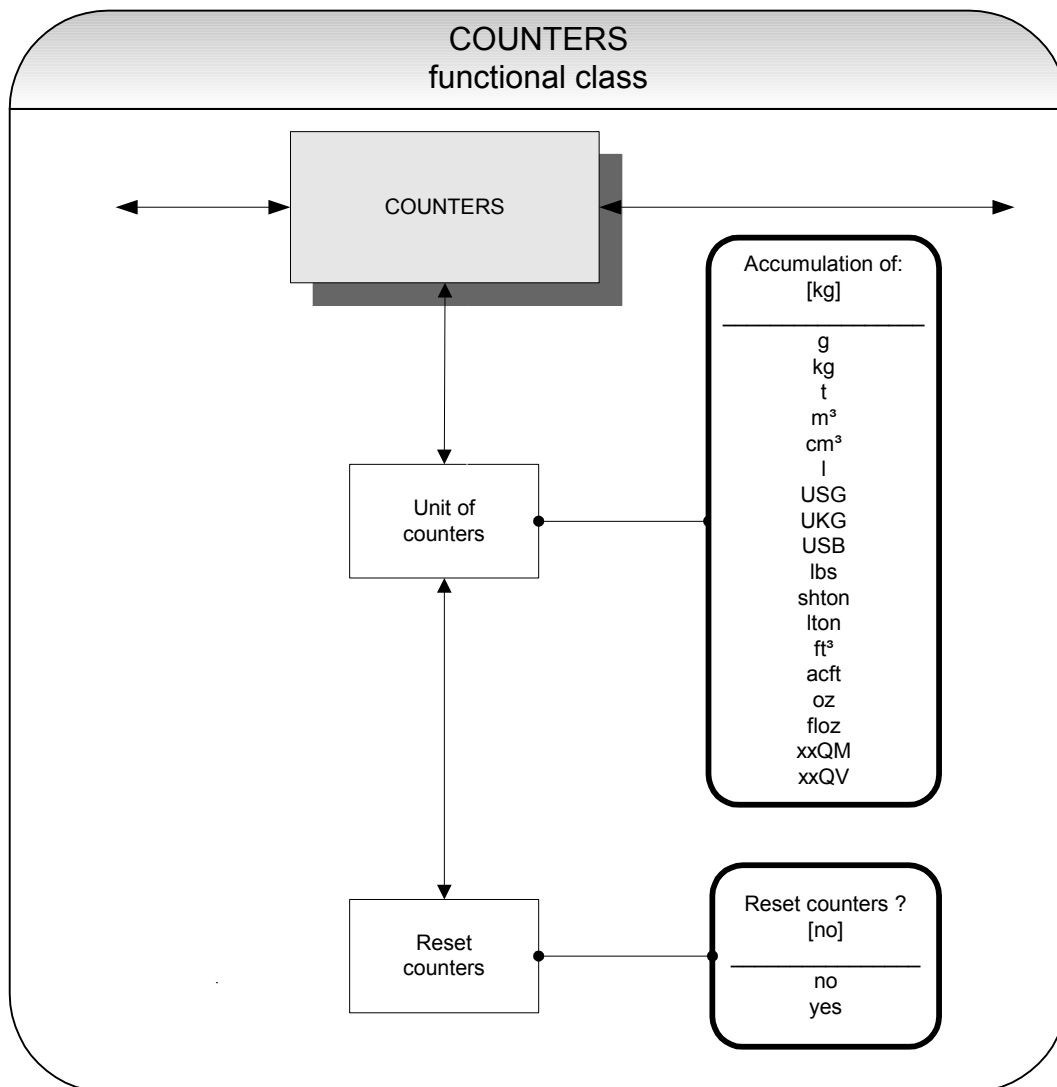 COUNTERS
functional class
COUNTERS
Accumulation of:
[kg]
g
kg
t
m³
cm³
l
USG
UKG
USB
lbs
shton
lton
ft³
acft
oz
floz
xxQM
xxQV
Unit of
counters
Reset
counters
Reset counters ?
[no]
no
yes